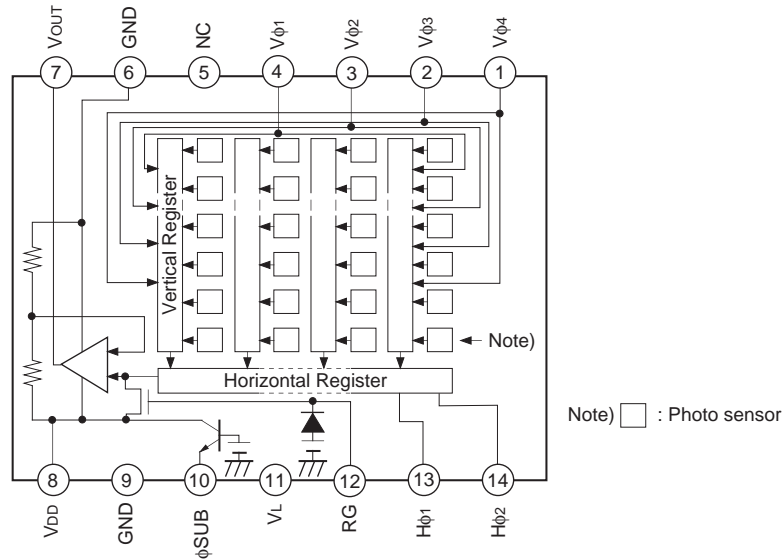 VOUT GND NC Vϕ1 Vϕ2 Vϕ3 Vϕ4
7 6 5 4 3 2 1
Vertical Register
Note)
Horizontal Register
Note) : Photo sensor
8 9 10 11 12 13 14
VDD GND ϕSUB VL RG Hϕ1 Hϕ2